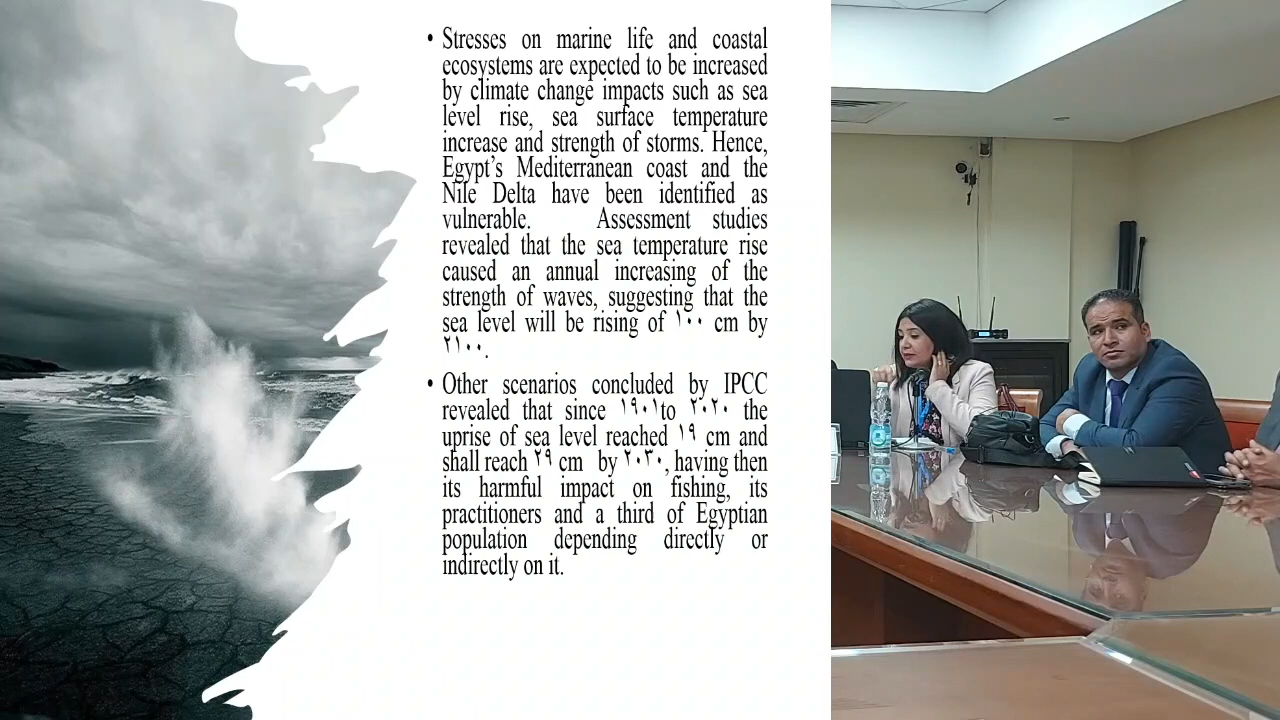 • Stresses on marine life and coastal
ecosystems are expected to be increased
by climate change impacts such as sea
level rise, sea surface temperature
increase and strength of storms. Hence,
Egypt's Mediterranean coast and the
Nile Delta have been identified as
vulnerable. Assessment studies
revealed that the sea temperature rise
caused an annual increasing of the
strength of waves, suggesting that the
sea level will be rising of ١٠٠ cm by
٢١٠٠.
• Other scenarios concluded by IPCC
revealed that since ١٩٠١to ٢٠٢٠ the
uprise of sea level reached ١٩ cm and
shall reach ٢٩ cm by ٢٠٣٠, having then
its harmful impact on fishing, its
practitioners and a third of Egyptian
population depending directly or
indirectly on it.